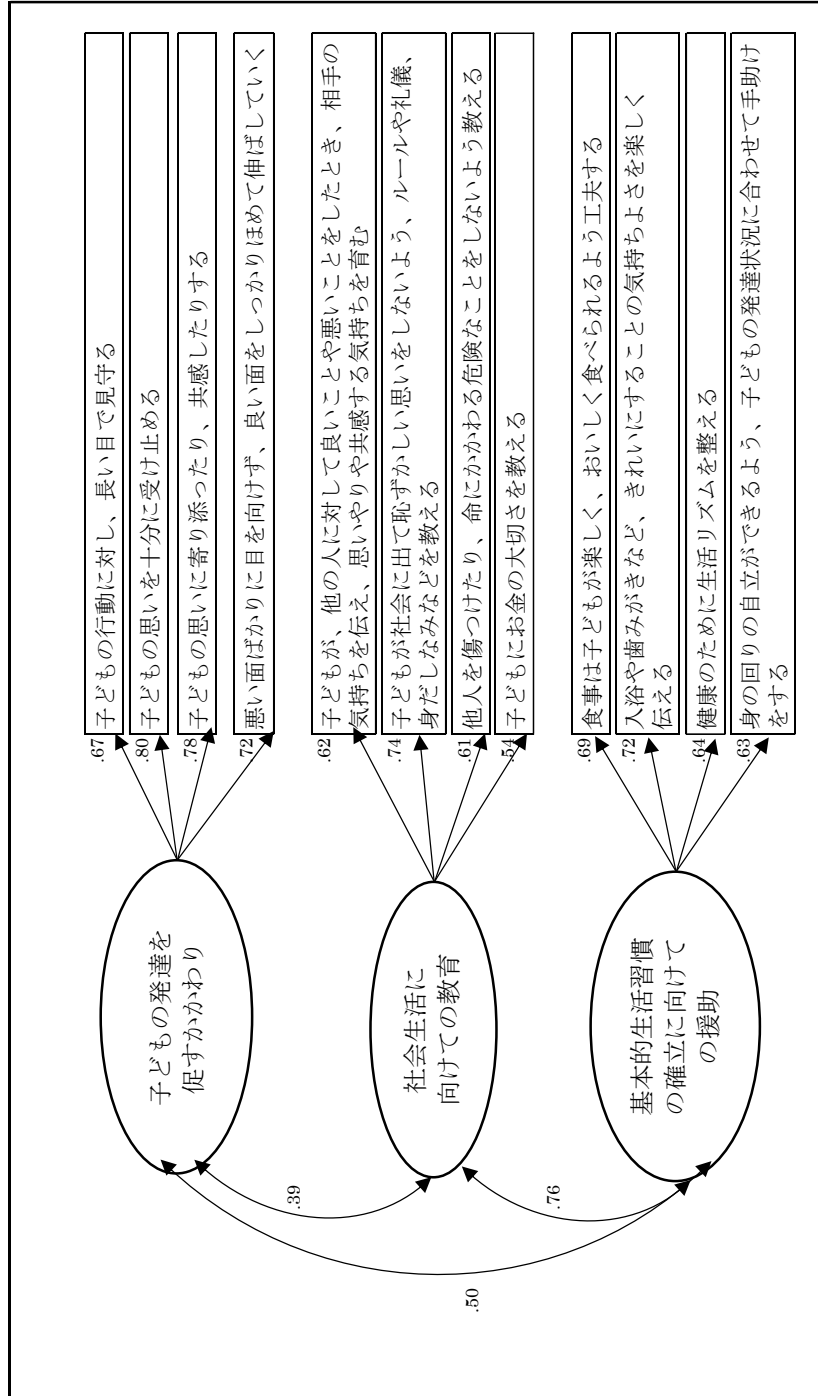 子どもの発達を
促すかかわり
社会生活に
向けての教育
基本的生活習慣
の確立に向けて
の援助
.39
.76
.50
.67
子どもの行動に対し、長い目で見守る
.80
子どもの思いを十分に受け止める
.78
子どもの思いに寄り添ったり、共感したりする
.72
悪い面ばかりに目を向けず、良い面をしっかりほめて伸ばしていく
.62
子どもが、他の人に対して良いことや悪いことをしたとき、相手の
気持ちを伝え、思いやりや共感する気持ちを育む
.74
子どもが社会に出て恥ずかしい思いをしないよう、ルールや礼儀、
身だしなみなどを教える
.61
他人を傷つけたり、命にかかわる危険なことをしないよう教える
.54
子どもにお金の大切さを教える
.69
食事は子どもが楽しく、おいしく食べられるよう工夫する
.72
入浴や歯みがきなど、きれいにすることの気持ちよさを楽しく
伝える
.64
健康のために生活リズムを整える
.63
身の回りの自立ができるよう、子どもの発達状況に合わせて手助け
をする